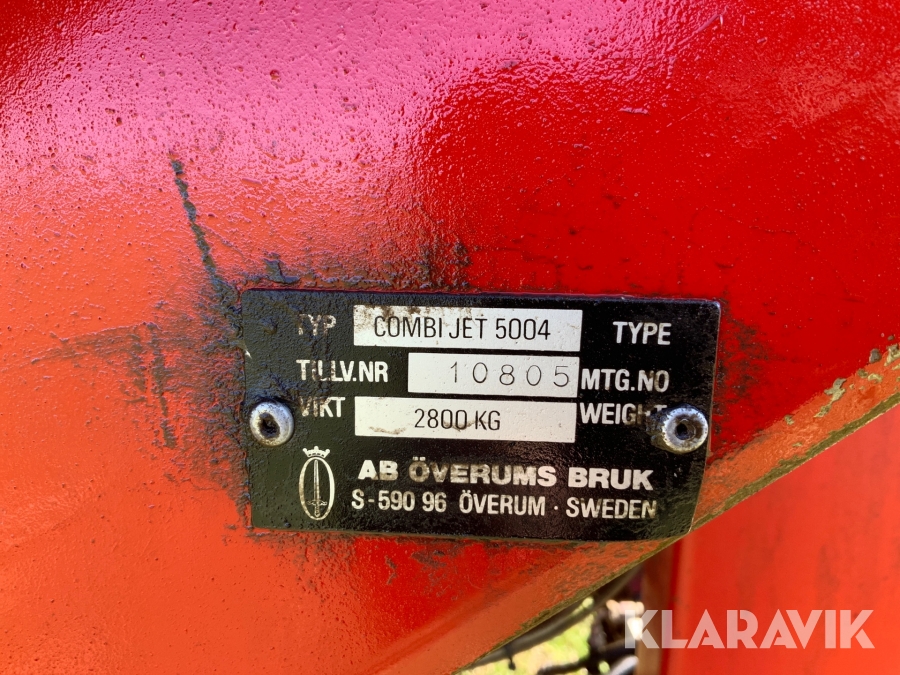 TYP COMBI JET 5004 TYPE
TILLV.NR 10805 MTG.NO
VIKT 2800 KG WEIGHT
AB ÖVERUMS BRUK
S-590 96 ÖVERUM · SWEDEN
KLARAVIK